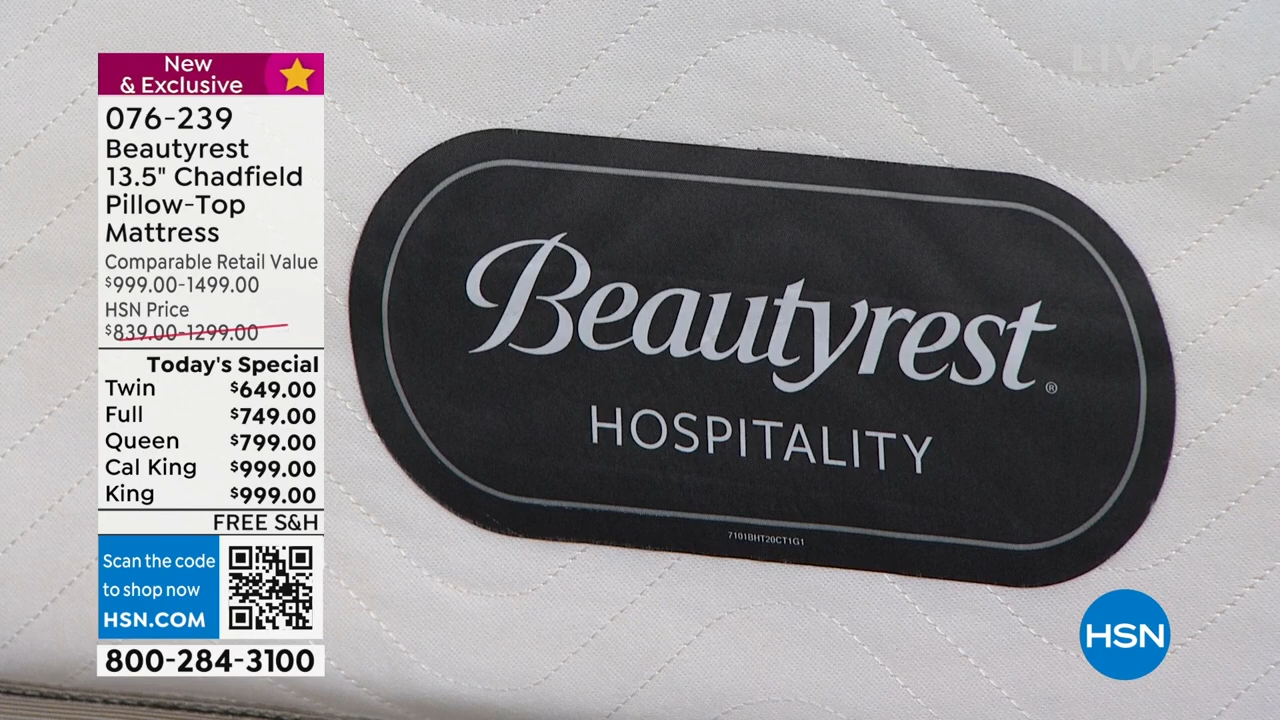 LIVE
New
& Exclusive
076-239
Beautyrest
13.5" Chadfield
Pillow-Top
Mattress
Comparable Retail Value
$999.00-1499.00
HSN Price
$839.00-1299.00
Today's Special
Twin $649.00
Full $749.00
Queen $799.00
Cal King $999.00
King $999.00
FREE S&H
Scan the code
to shop now
HSN.COM
800-284-3100
Beautyrest®
HOSPITALITY
7101BHT20CT1G1
HSN